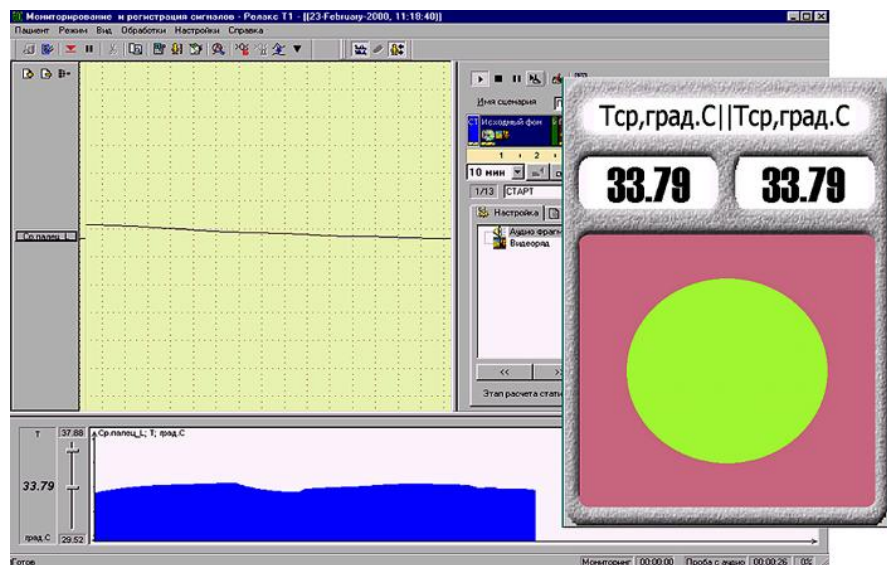 Мониторирование и регистрация сигналов - Релакс Т1 - [[23-February-2000, 11:18:40]]
Пациент Режим Вид Обработки Настройки Справка
Имя сценария
С1 Исходный фон
1 2
10 мин
1/13 СТАРТ
Настройка
Аудио фрагм
Видеоряд
<<
Этап расчета стати
Ср.палец_L:
Тср,град.С||Тср,град.С
33.79 33.79
T 37.88 Ср.палец_L; T; град.С
33.79
град.С 29.52
Готов Мониторинг 00:00:00 Проба с аудио 00:00:26 0%